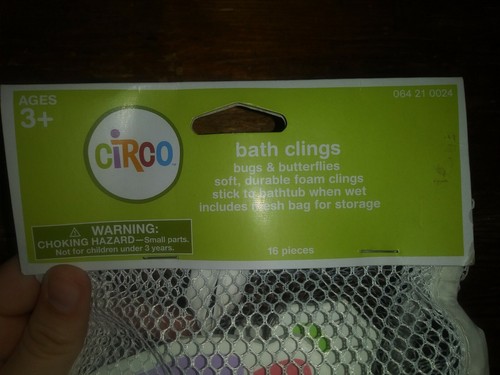 AGES
3+
064 21 0024
CiRCO
bath clings
bugs & butterflies
soft, durable foam clings
stick to bathtub when wet
includes mesh bag for storage
⚠ WARNING:
CHOKING HAZARD—Small parts.
Not for children under 3 years.
16 pieces